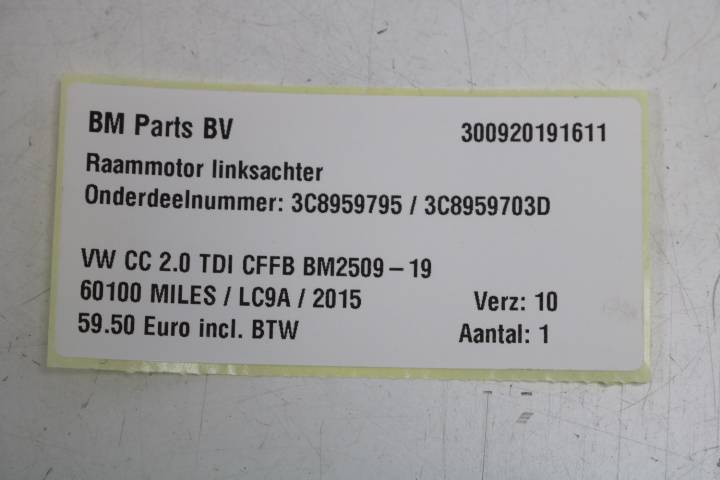 BM Parts BV 300920191611
Raammotor linksachter
Onderdeelnummer: 3C8959795 / 3C8959703D
VW CC 2.0 TDI CFFB BM2509 – 19
60100 MILES / LC9A / 2015 Verz: 10
59.50 Euro incl. BTW Aantal: 1